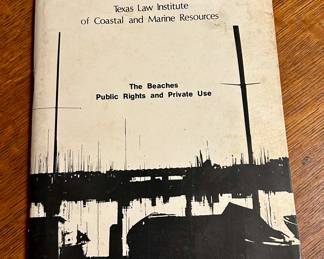 Texas Law Institute
of Coastal and Marine Resources
The Beaches
Public Rights and Private Use